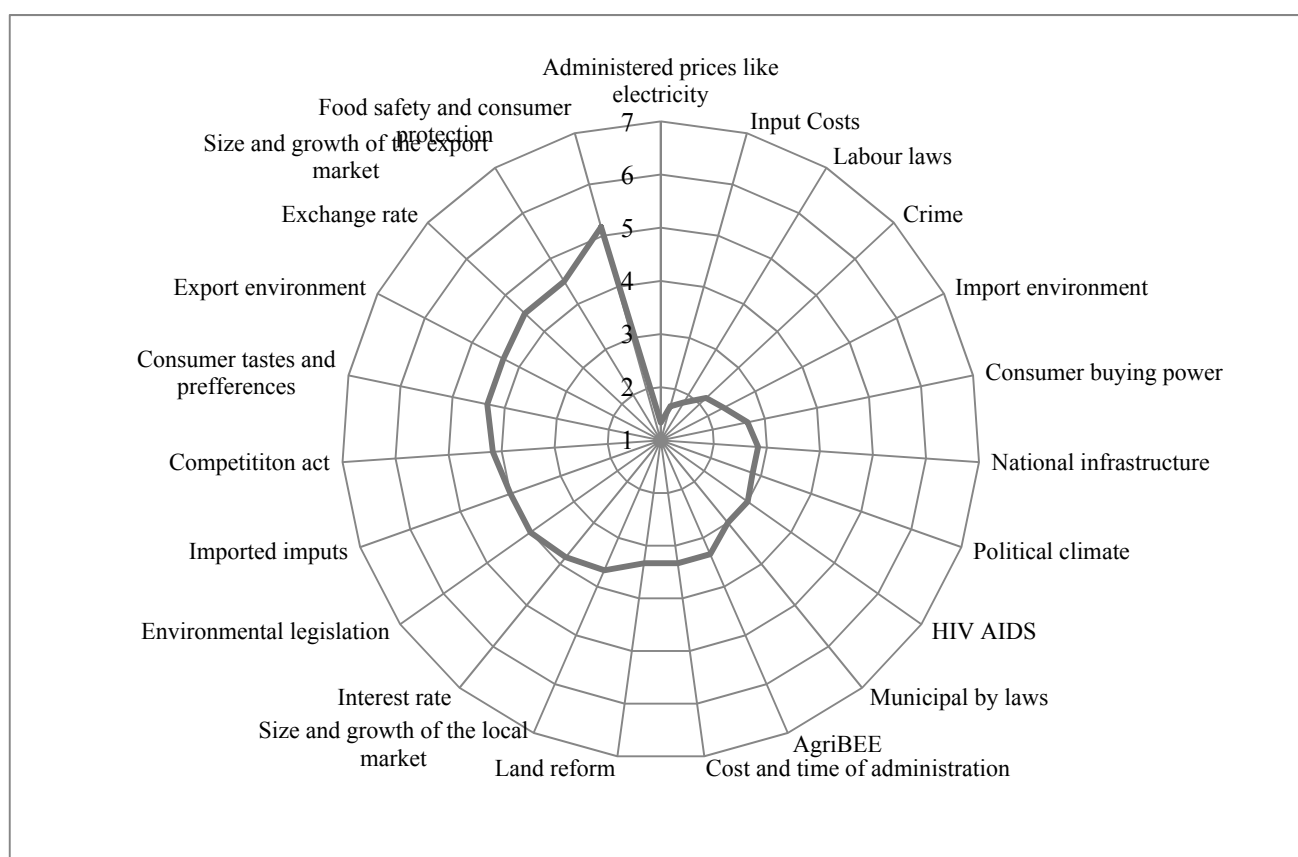 Administered prices like
electricity
Input Costs
Labour laws
Crime
Import environment
Consumer buying power
National infrastructure
Political climate
HIV AIDS
Municipal by laws
AgriBEE
Cost and time of administration
Land reform
Size and growth of the local
market
Interest rate
Environmental legislation
Imported imputs
Competititon act
Consumer tastes and
prefferences
Export environment
Exchange rate
Size and growth of the export
market
Food safety and consumer
protection
7
6
5
4
3
2
1